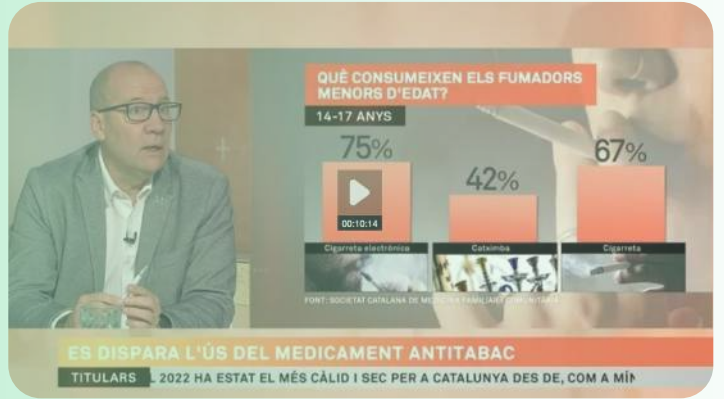 QUÈ CONSUMEIXEN ELS FUMADORS
MENORS D'EDAT?
14-17 ANYS
75%
42%
67%
00:10:14
Cigarreta electrònica
Catximba
Cigarreta
FONT: SOCIETAT CATALANA DE MEDICINA FAMILIAR I COMUNITÀRIA
ES DISPARA L'ÚS DEL MEDICAMENT ANTITABAC
TITULARS L 2022 HA ESTAT EL MÉS CÀLID I SEC PER A CATALUNYA DES DE, COM A MÍN